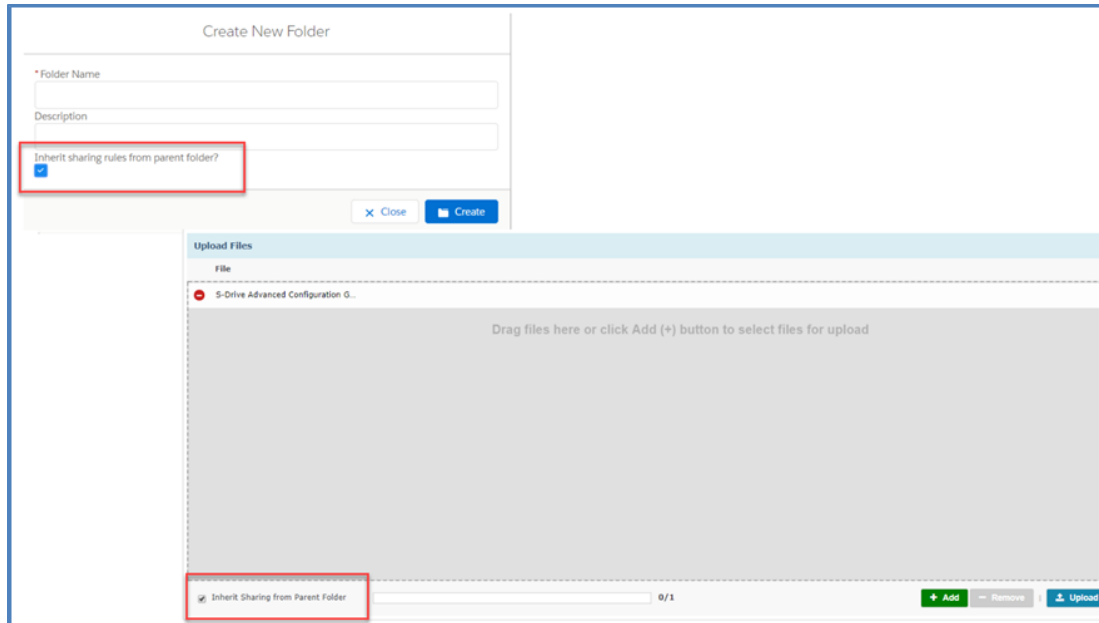 Create New Folder
*Folder Name
Description
Inherit sharing rules from parent folder?
Close
Create
Upload Files
File
S-Drive Advanced Configuration G...
Drag files here or click Add (+) button to select files for upload
Inherit Sharing from Parent Folder
0/1
+ Add
− Remove
Upload